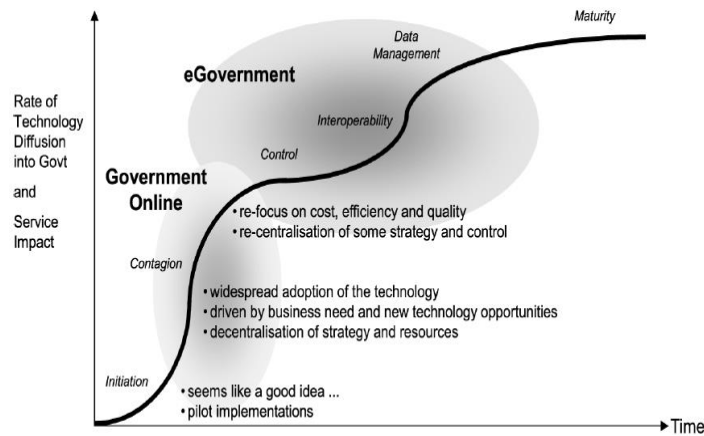 Maturity
Data
Management
eGovernment
Rate of
Technology
Diffusion
into Govt
and
Service
Impact
Interoperability
Control
Government
Online
• re-focus on cost, efficiency and quality
• re-centralisation of some strategy and control
Contagion
• widespread adoption of the technology
• driven by business need and new technology opportunities
• decentralisation of strategy and resources
Initiation
• seems like a good idea ...
• pilot implementations
Time